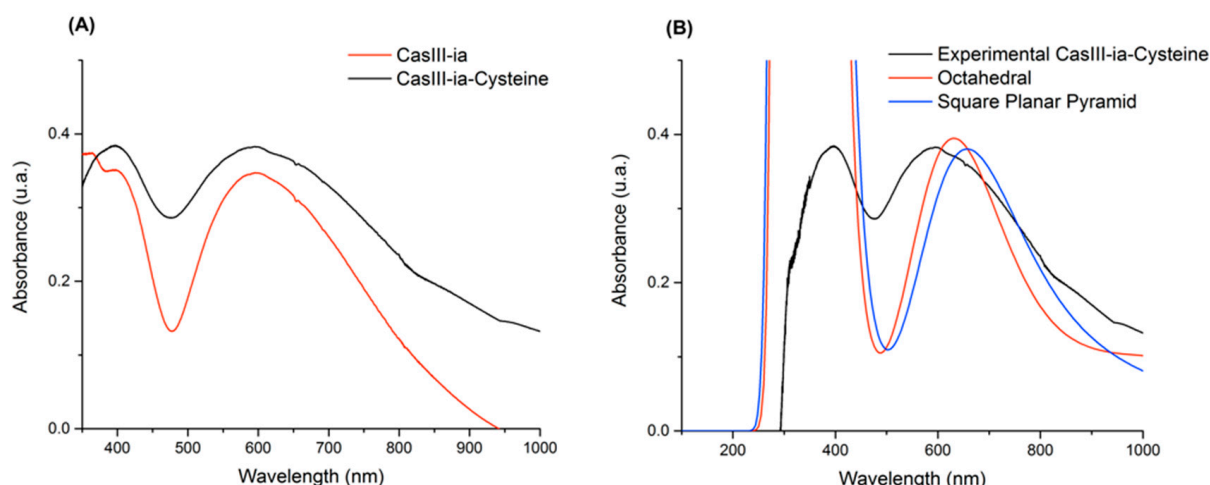 (A)
CasIII-ia
CasIII-ia-Cysteine
Absorbance (u.a.)
0.4
0.2
0.0
400 500 600 700 800 900 1000
Wavelength (nm)
(B)
Experimental CasIII-ia-Cysteine
Octahedral
Square Planar Pyramid
Absorbance (u.a.)
0.4
0.2
0.0
200 400 600 800 1000
Wavelength (nm)